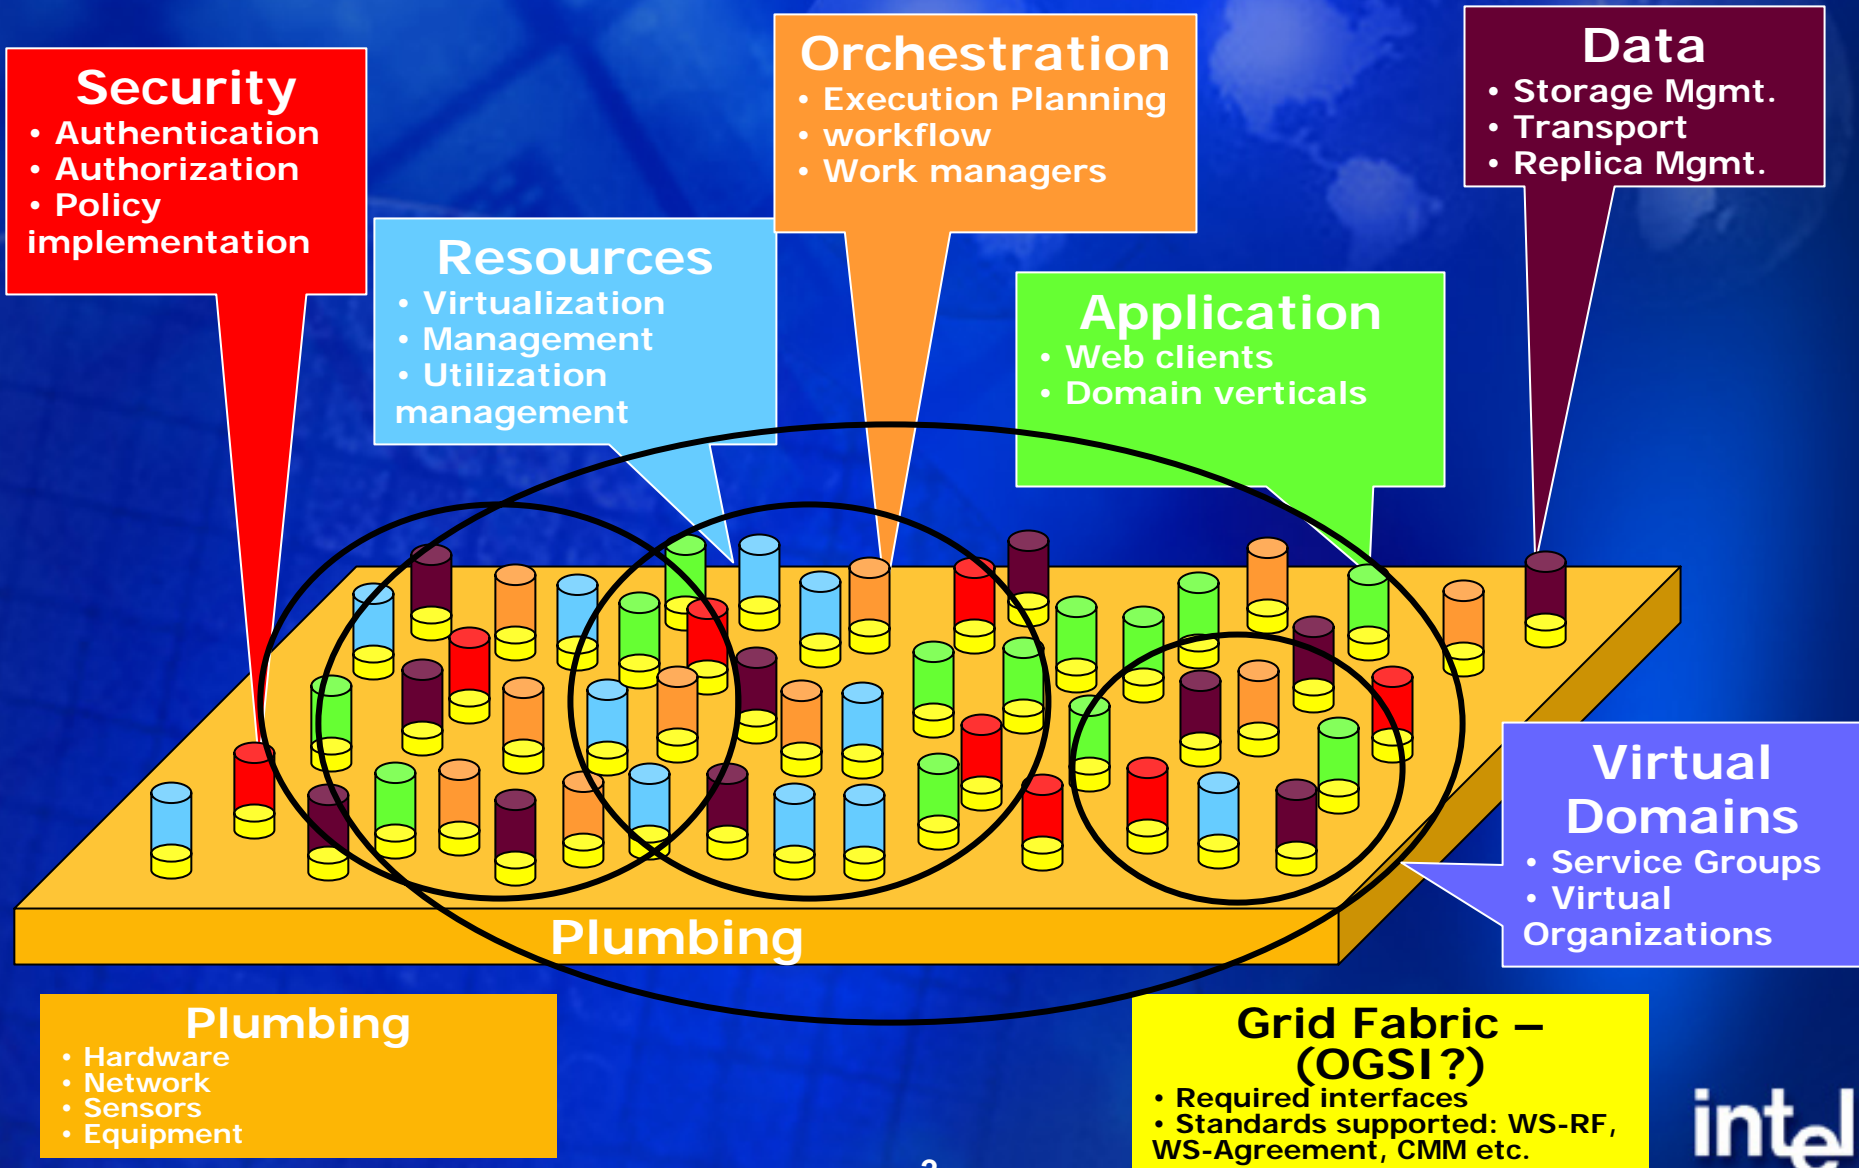 Security
• Authentication
• Authorization
• Policy
implementation
Resources
• Virtualization
• Management
• Utilization
management
Orchestration
• Execution Planning
• workflow
• Work managers
Application
• Web clients
• Domain verticals
Data
• Storage Mgmt.
• Transport
• Replica Mgmt.
Virtual
Domains
• Service Groups
• Virtual
Organizations
Plumbing
Plumbing
• Hardware
• Network
• Sensors
• Equipment
Grid Fabric –
(OGSI?)
• Required interfaces
• Standards supported: WS-RF,
WS-Agreement, CMM etc.
intel